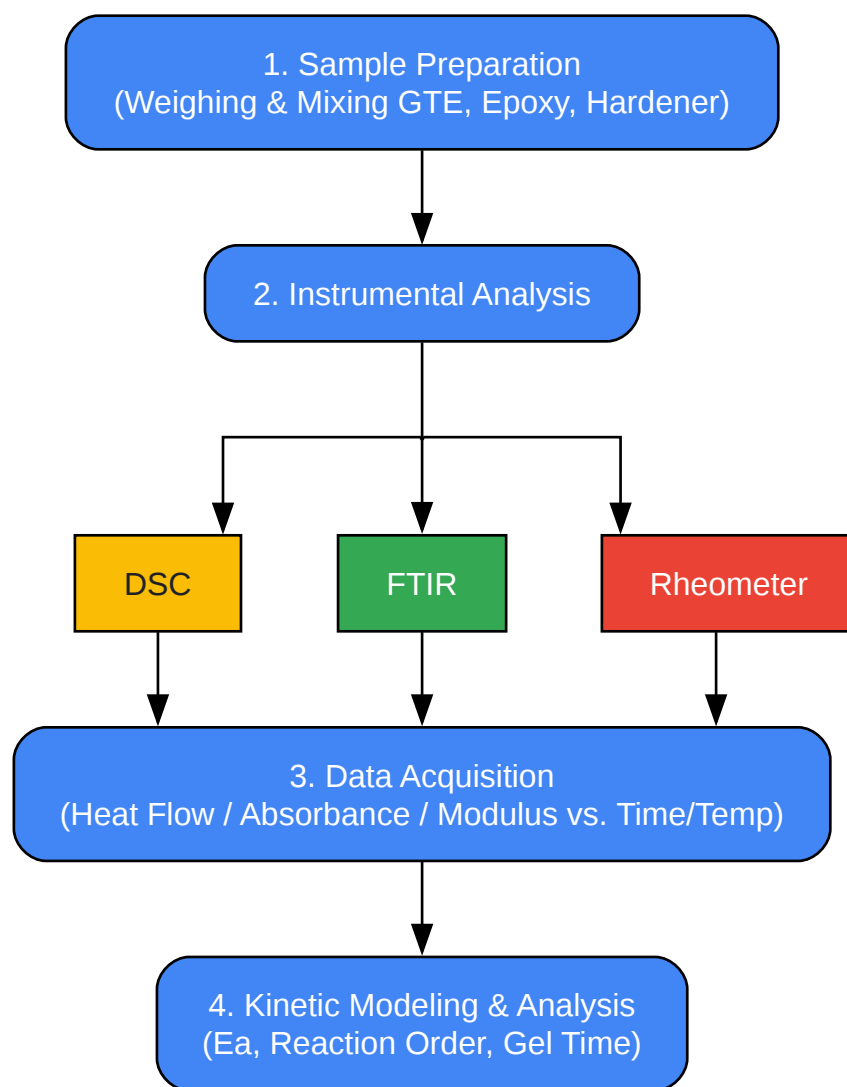 1. Sample Preparation
(Weighing & Mixing GTE, Epoxy, Hardener)
2. Instrumental Analysis
DSC
FTIR
Rheometer
3. Data Acquisition
(Heat Flow / Absorbance / Modulus vs. Time/Temp)
4. Kinetic Modeling & Analysis
(Ea, Reaction Order, Gel Time)